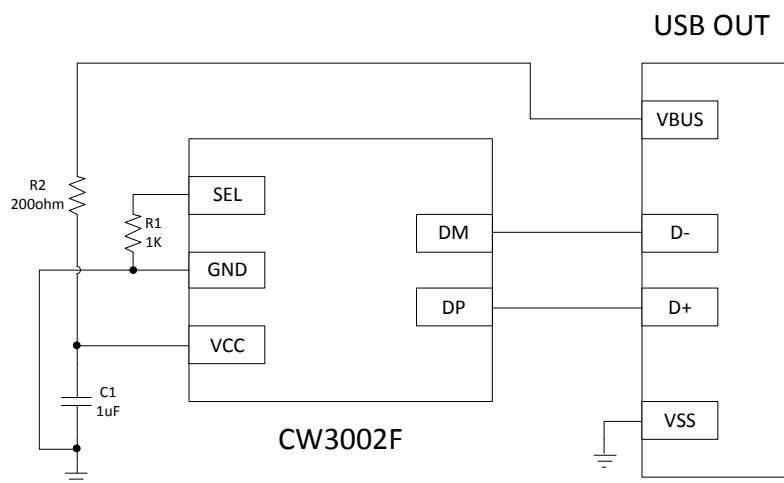 USB OUT
VBUS
R2
200ohm
SEL
R1
1K
DM
D-
GND
DP
D+
VCC
C1
1uF
VSS
CW3002F